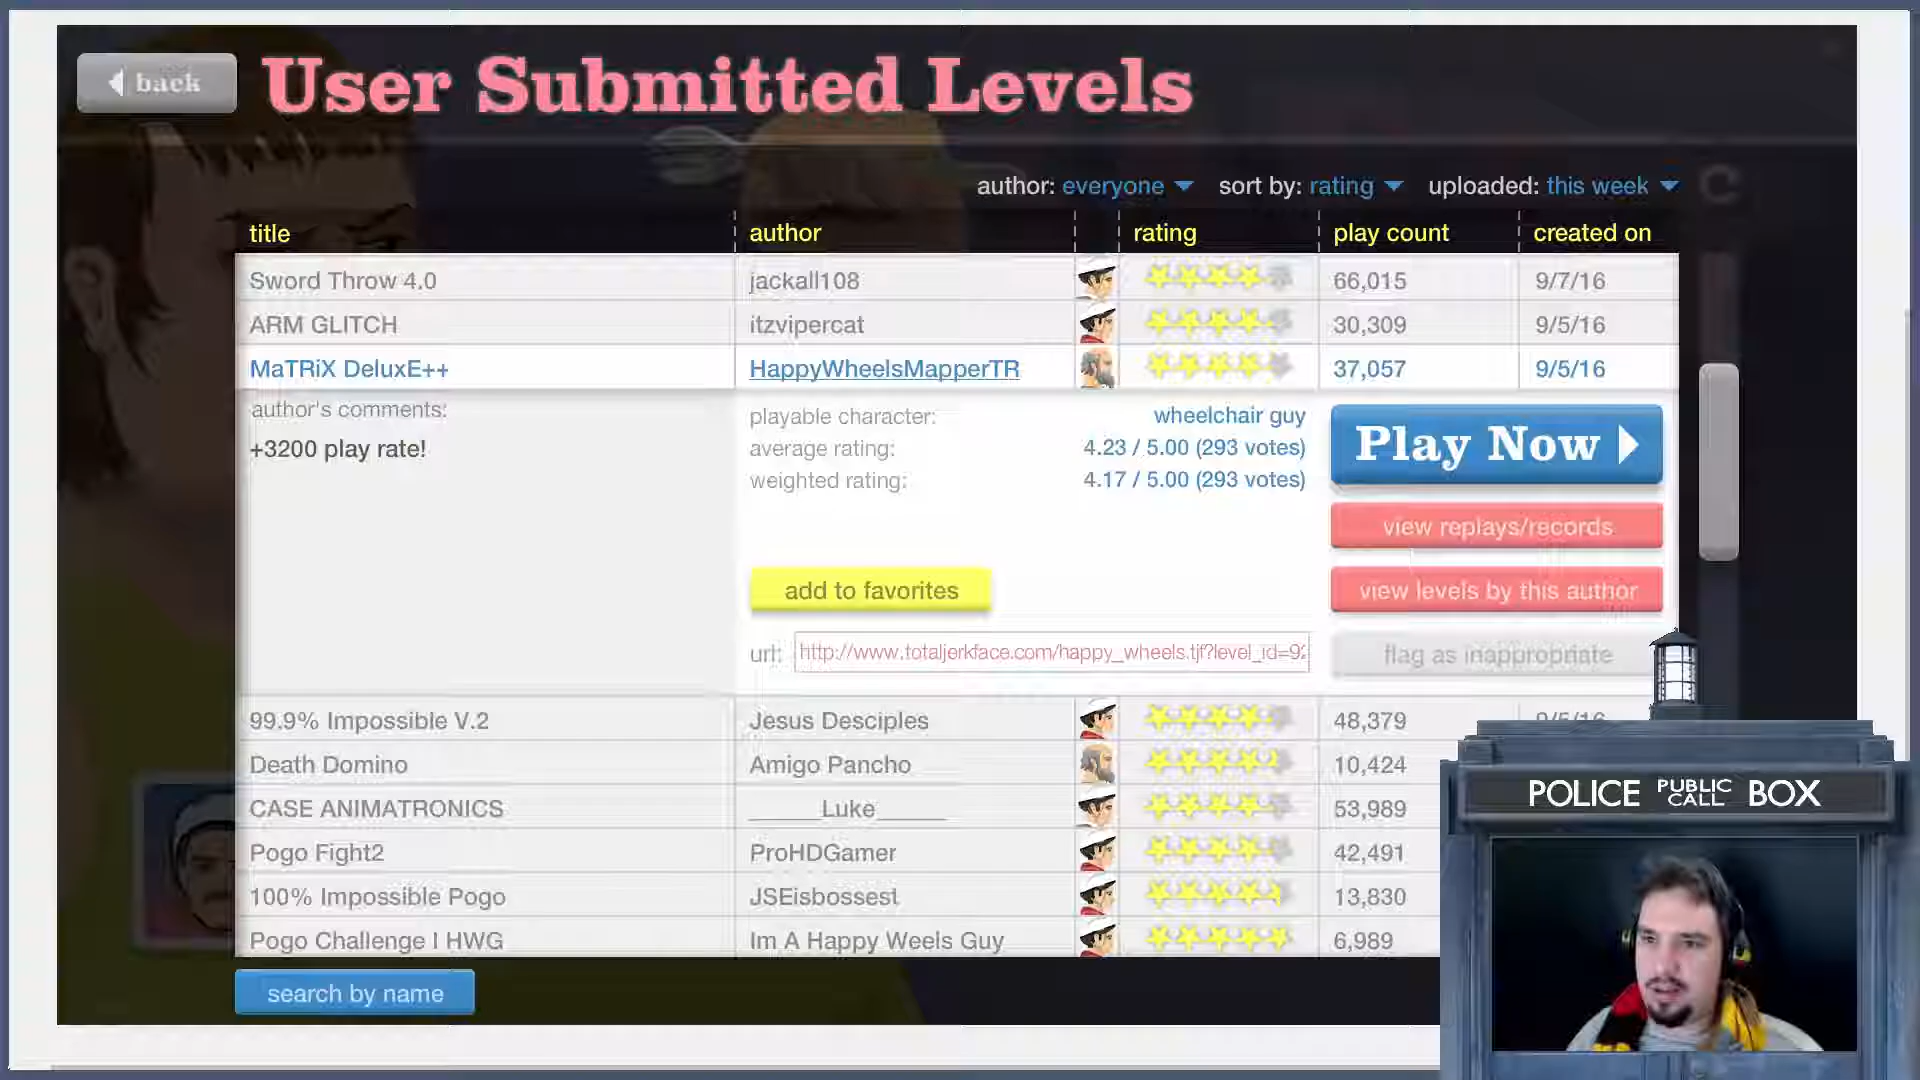 back
User Submitted Levels
author: everyone sort by: rating uploaded: this week
title author rating play count created on
Sword Throw 4.0 jackall108 66,015 9/7/16
ARM GLITCH itzvipercat 30,309 9/5/16
MaTRiX DeluxE++ HappyWheelsMapperTR 37,057 9/5/16
author's comments:
+3200 play rate!
playable character: wheelchair guy
average rating: 4.23 / 5.00 (293 votes)
weighted rating: 4.17 / 5.00 (293 votes)
Play Now
view replays/records
add to favorites
view levels by this author
url: http://www.totaljerkface.com/happy_wheels.tjf?level_id=9
flag as inappropriate
99.9% Impossible V.2 Jesus Desciples 48,379
Death Domino Amigo Pancho 10,424
CASE ANIMATRONICS ______Luke______ 53,989
Pogo Fight2 ProHDGamer 42,491
100% Impossible Pogo JSEisbossest 13,830
Pogo Challenge I HWG Im A Happy Weels Guy 6,989
search by name
POLICE PUBLIC CALL BOX